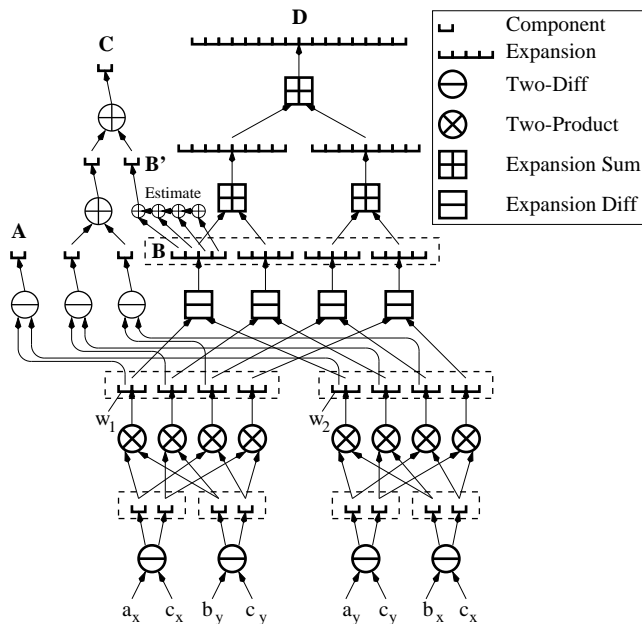 D
C
B'
Estimate
A
B
w1
w2
ax cx by cy ay cy bx cx
Component
Expansion
Two-Diff
Two-Product
Expansion Sum
Expansion Diff